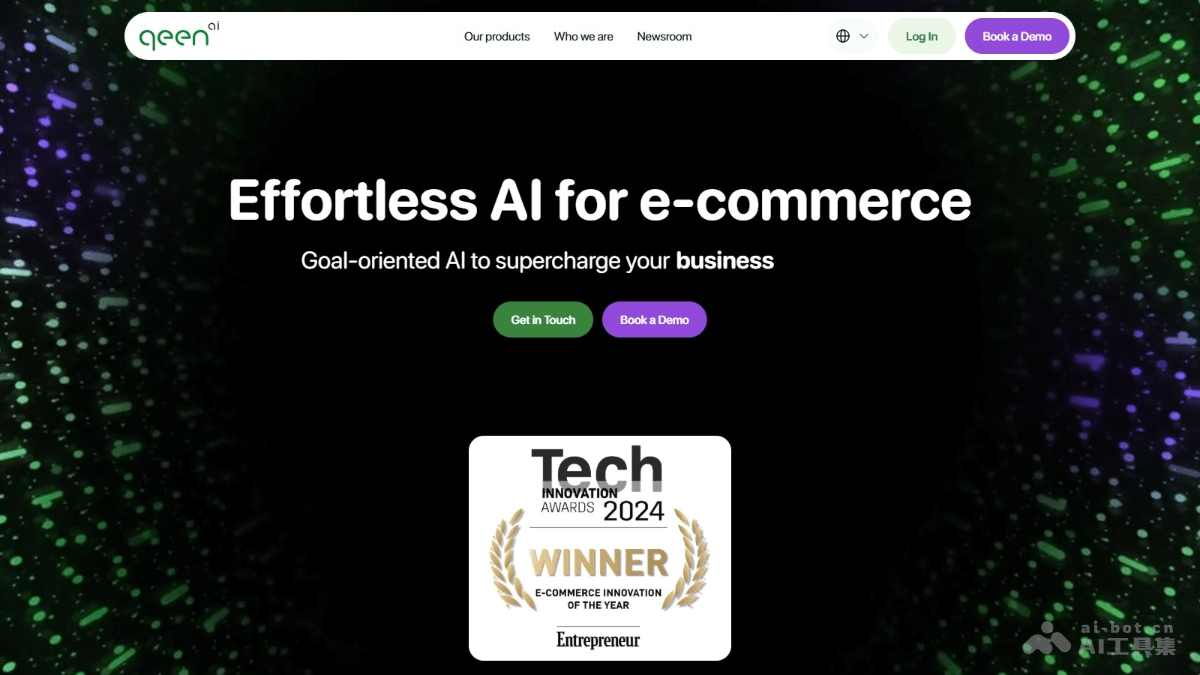 qeen ai
Our products
Who we are
Newsroom
Log In
Book a Demo
Effortless AI for e-commerce
Goal-oriented AI to supercharge your business
Get in Touch
Book a Demo
Tech
INNOVATION
AWARDS 2024
WINNER
E-COMMERCE INNOVATION
OF THE YEAR
Entrepreneur
ai-bot.cn
AI工具集